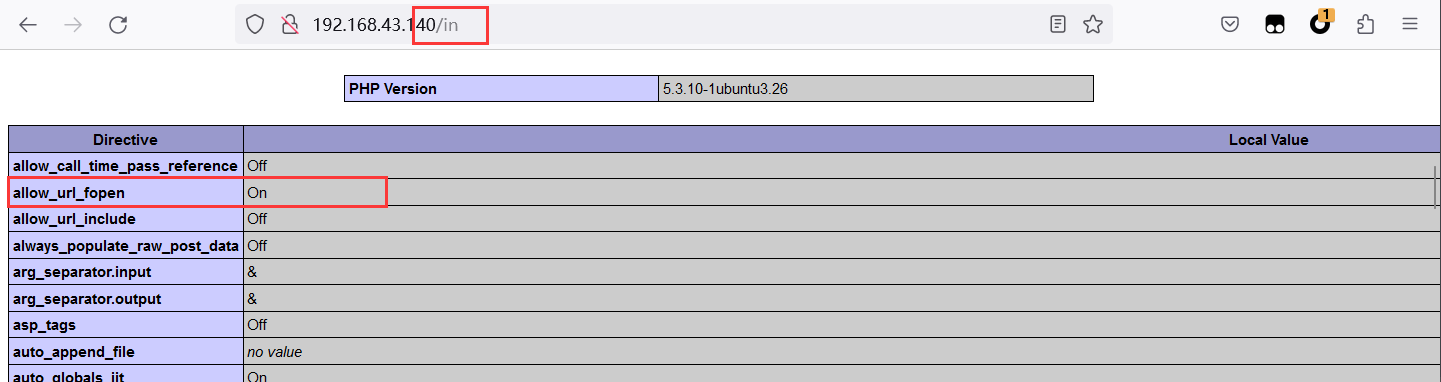 192.168.43.140/in
1
PHP Version 5.3.10-1ubuntu3.26
Directive Local Value
allow_call_time_pass_reference Off
allow_url_fopen On
allow_url_include Off
always_populate_raw_post_data Off
arg_separator.input &
arg_separator.output &
asp_tags Off
auto_append_file no value
auto_globals_jit On